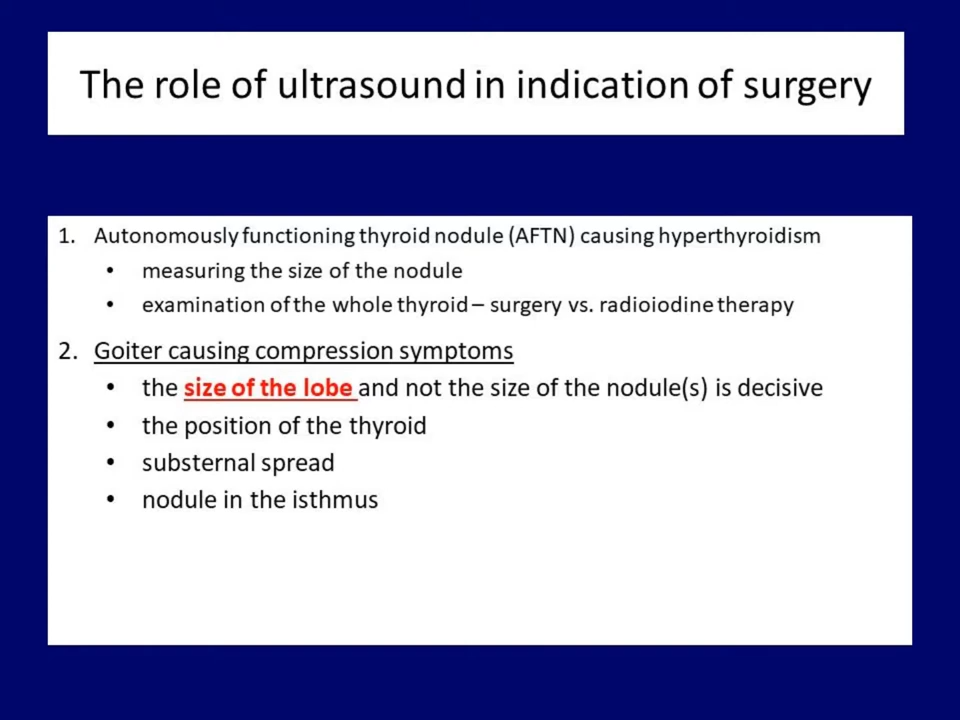 The role of ultrasound in indication of surgery
1. Autonomously functioning thyroid nodule (AFTN) causing hyperthyroidism
• measuring the size of the nodule
• examination of the whole thyroid – surgery vs. radioiodine therapy
2. Goiter causing compression symptoms
• the size of the lobe and not the size of the nodule(s) is decisive
• the position of the thyroid
• substernal spread
• nodule in the isthmus